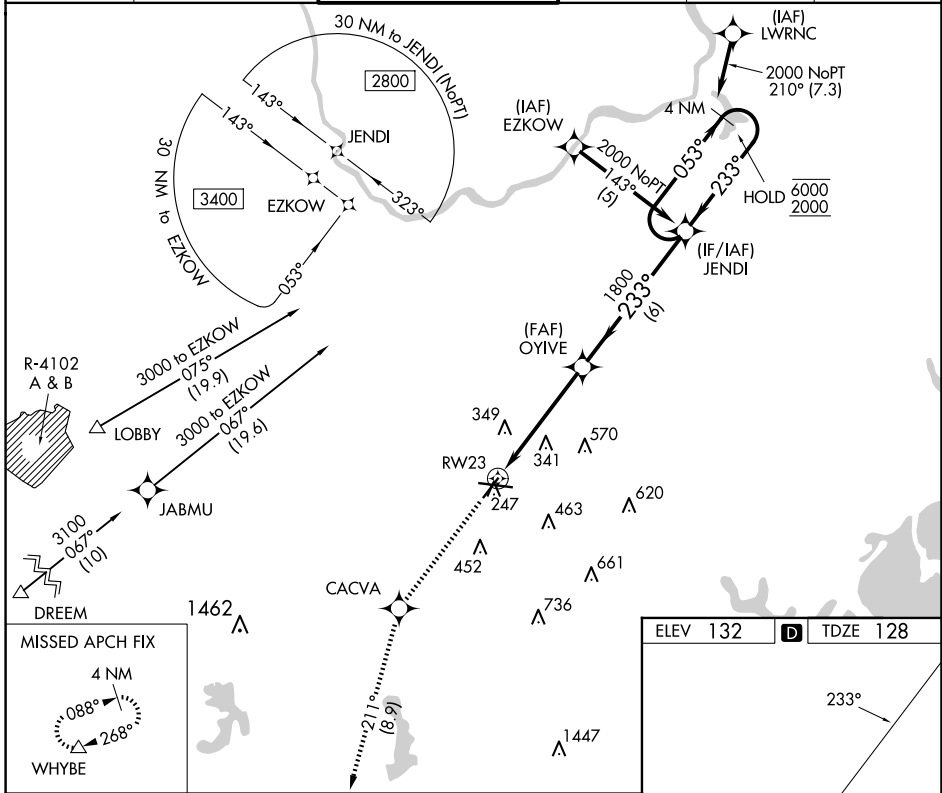 30 NM to JENDI (NoPT)
2800
143°
143°
JENDI
323°
EZKOW
3400
30 NM to EZKOW
053°
(IAF)
LWRNC
2000 NoPT
210° (7.3)
4 NM
(IAF)
EZKOW
2000 NoPT
143°
(5)
053°
233°
HOLD
6000
2000
(IF/IAF)
JENDI
1800
233°
(6)
(FAF)
OYIVE
R-4102
A & B
3000 to EZKOW
075°
(19.9)
LOBBY
3000 to EZKOW
067°
(19.6)
JABMU
3100
067°
(10)
DREEM
349
341
570
RW23
247
463
620
452
661
736
CACVA
1462
211°
(8.9)
1447
MISSED APCH FIX
4 NM
088°
268°
WHYBE
ELEV 132 D TDZE 128
233°